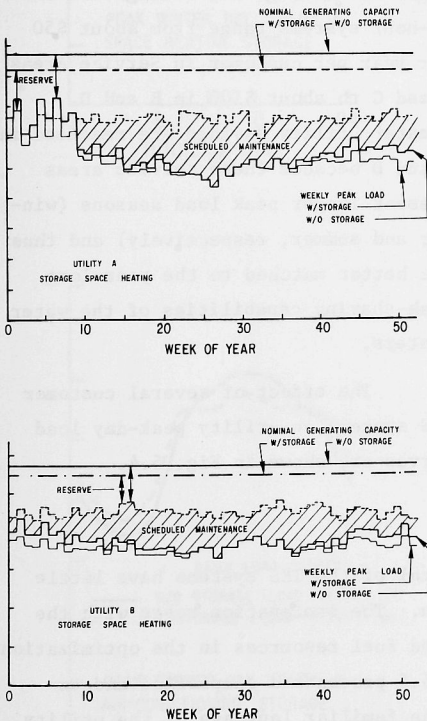 NOMINAL GENERATING CAPACITY
W/STORAGE W/O STORAGE
RESERVE
SCHEDULED MAINTENANCE
WEEKLY PEAK LOAD
W/STORAGE
W/O STORAGE
UTILITY A
STORAGE SPACE HEATING
0 10 20 30 40 50
WEEK OF YEAR
NOMINAL GENERATING CAPACITY
W/STORAGE W/O STORAGE
RESERVE
SCHEDULED MAINTENANCE
WEEKLY PEAK LOAD
W/STORAGE
W/O STORAGE
UTILITY B
STORAGE SPACE HEATING
0 10 20 30 40 50
WEEK OF YEAR